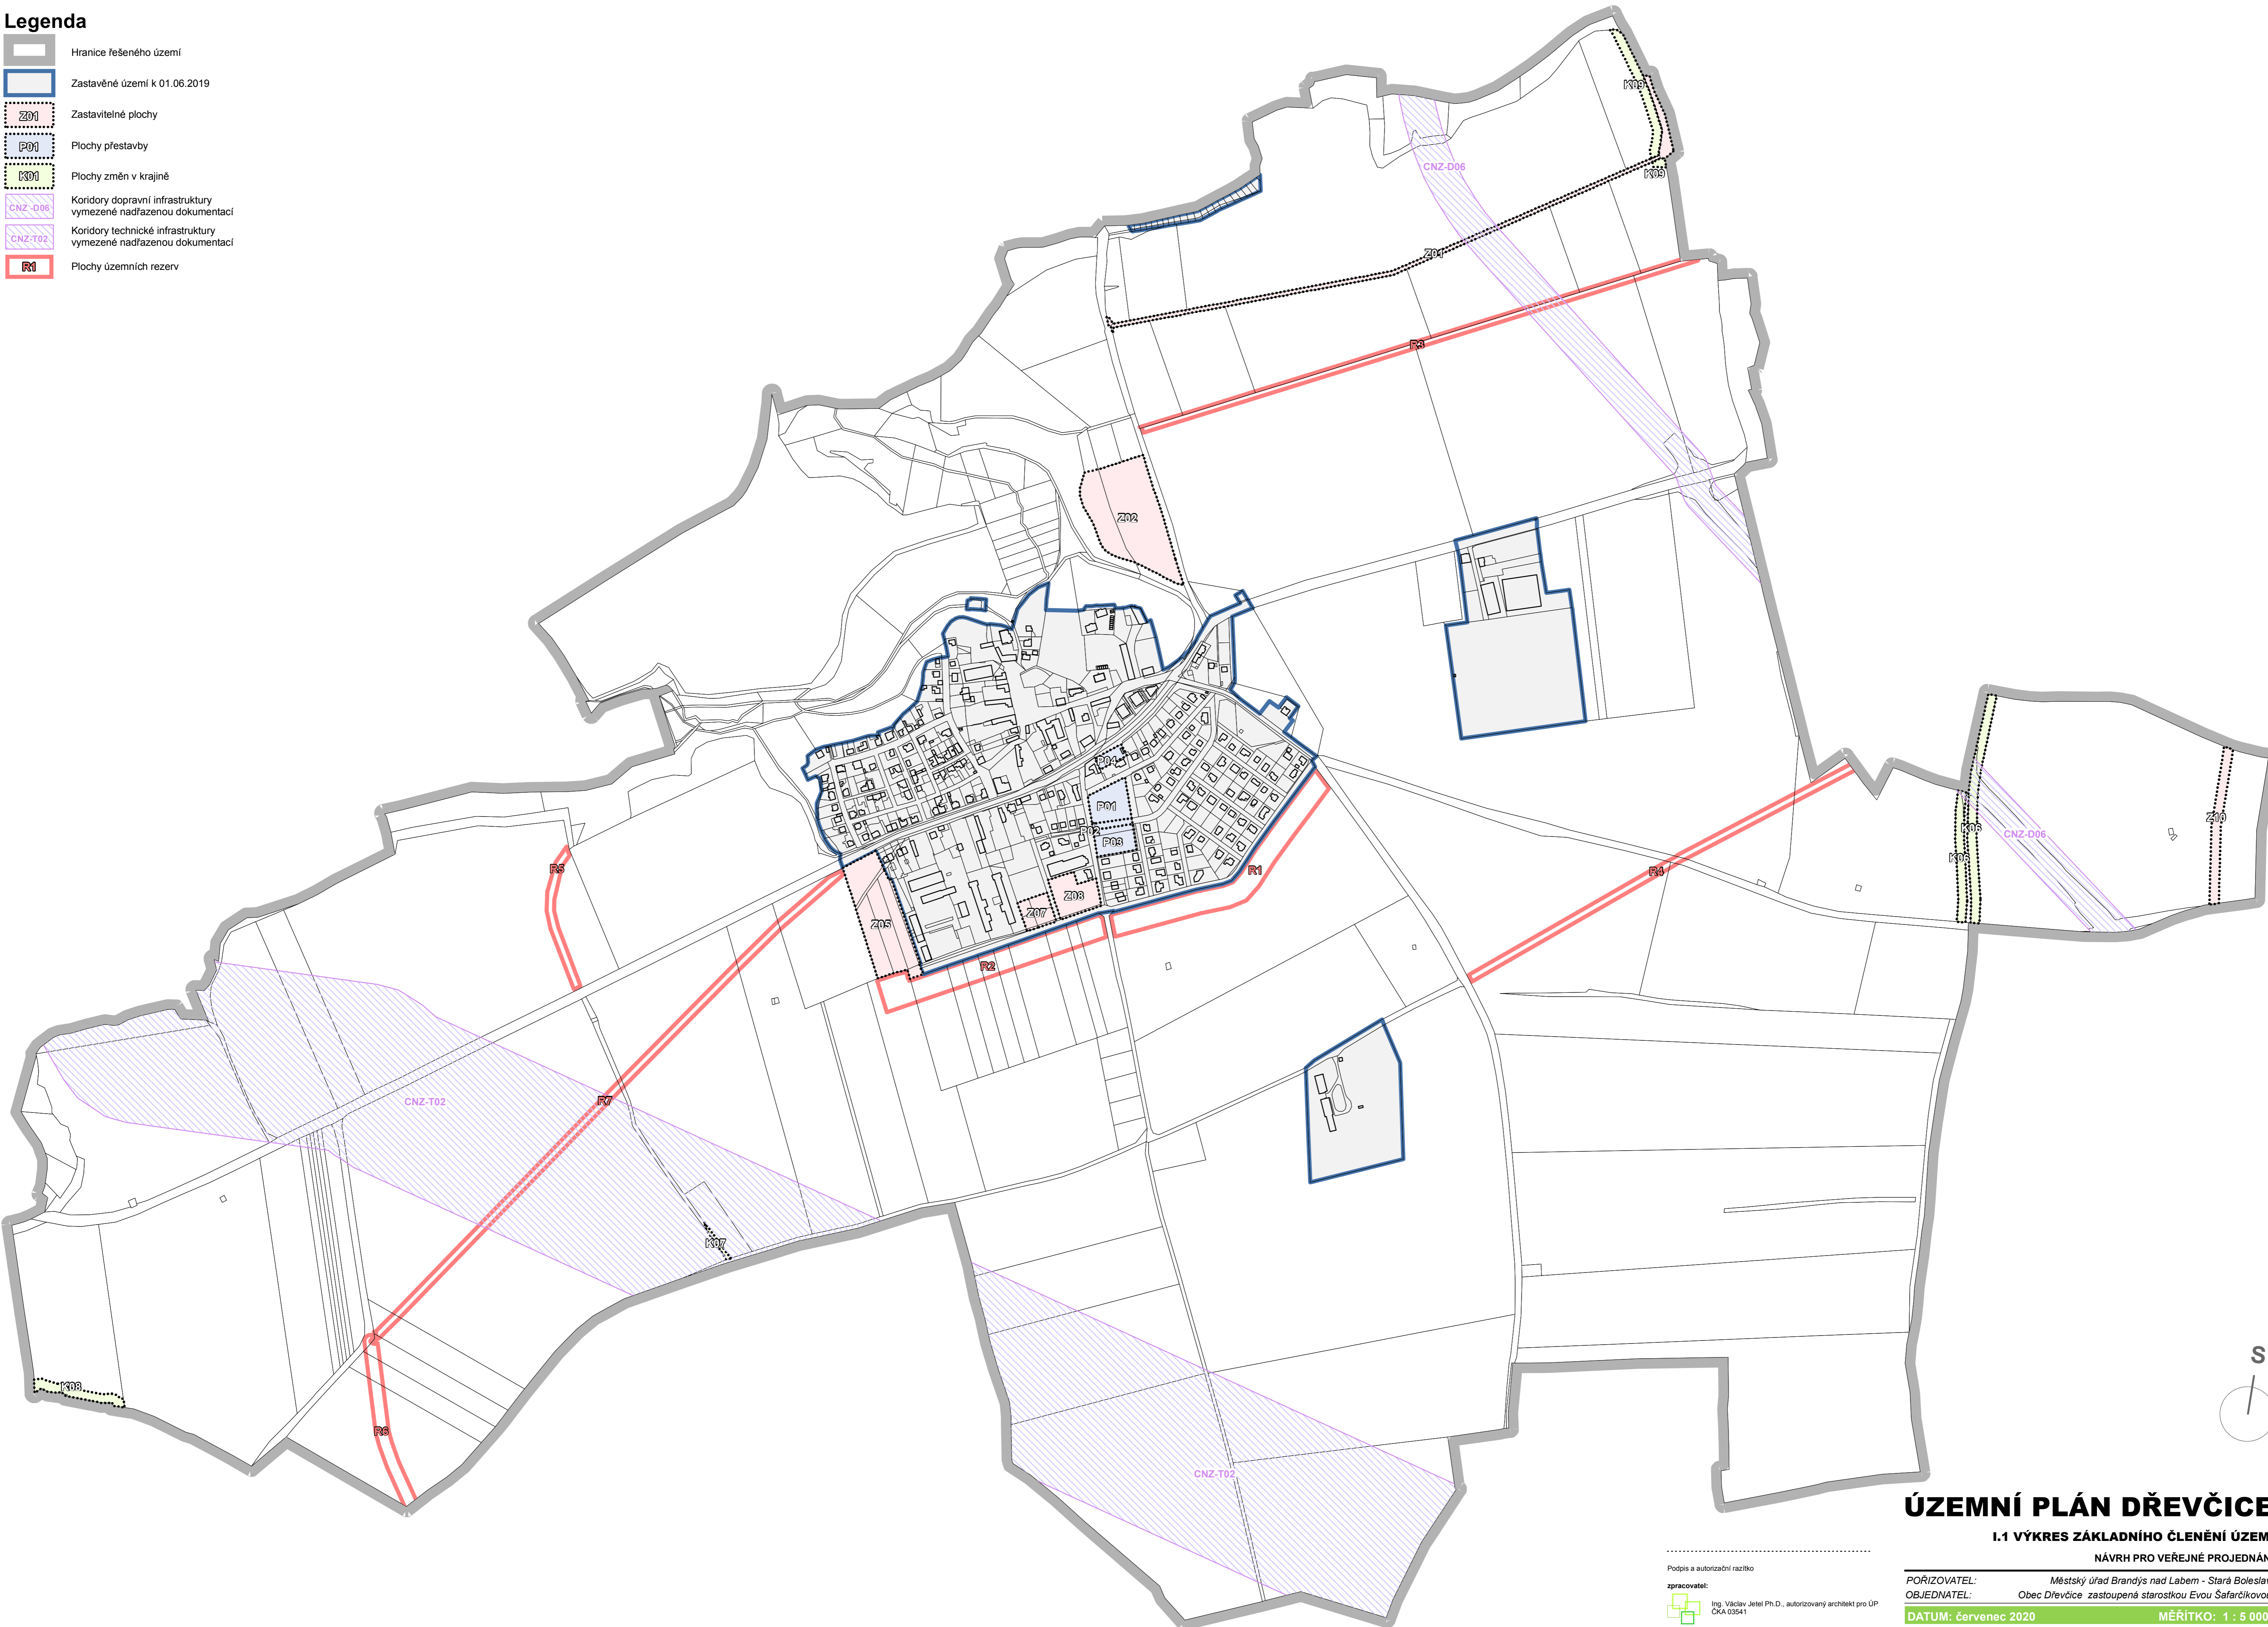 Legenda
Hranice řešeného území
Zastavěné území k 01.06.2019
Z01 Zastavitelné plochy
P01 Plochy přestavby
K01 Plochy změn v krajině
CNZ -D06 Koridory dopravní infrastruktury
vymezené nadřazenou dokumentací
CNZ-T02 Koridory technické infrastruktury
vymezené nadřazenou dokumentací
R1 Plochy územních rezerv
K09
CNZ-D06
K09
Z01
R3
Z02
P04
P01
P02
P03
Z10
K06
CNZ-D06
K06
R5
R1
R4
Z08
Z07
Z05
R2
CNZ-T02
R7
K07
K08
R6
CNZ-T02
S
ÚZEMNÍ PLÁN DŘEVČICE
I.1 VÝKRES ZÁKLADNÍHO ČLENĚNÍ ÚZEM
NÁVRH PRO VEŘEJNÉ PROJEDNÁN
Podpis a autorizační razítko
zpracovatel:
Ing. Václav Jetel Ph.D., autorizovaný architekt pro ÚP
ČKA 03541
POŘIZOVATEL: Městský úřad Brandýs nad Labem - Stará Boleslav
OBJEDNATEL: Obec Dřevčice zastoupená starostkou Evou Šafarčíkovou
DATUM: červenec 2020 MĚŘÍTKO: 1 : 5 000